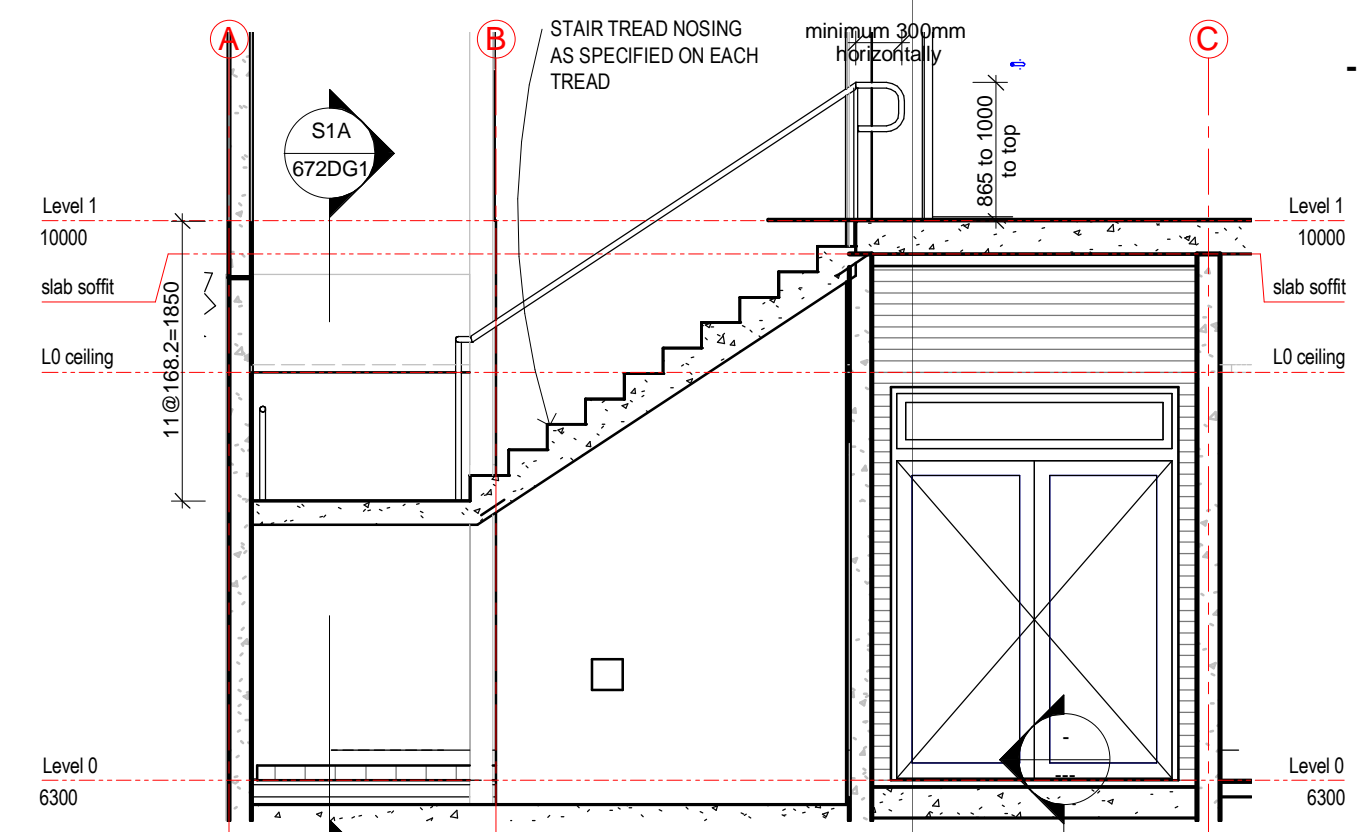 A
B
C
STAIR TREAD NOSING
AS SPECIFIED ON EACH
TREAD
minimum 300mm
horizontally
S1A
672DG1
865 to 1000
to top
Level 1
10000
Level 1
10000
slab soffit
slab soffit
11@168.2=1850
L0 ceiling
L0 ceiling
-
---
Level 0
6300
Level 0
6300